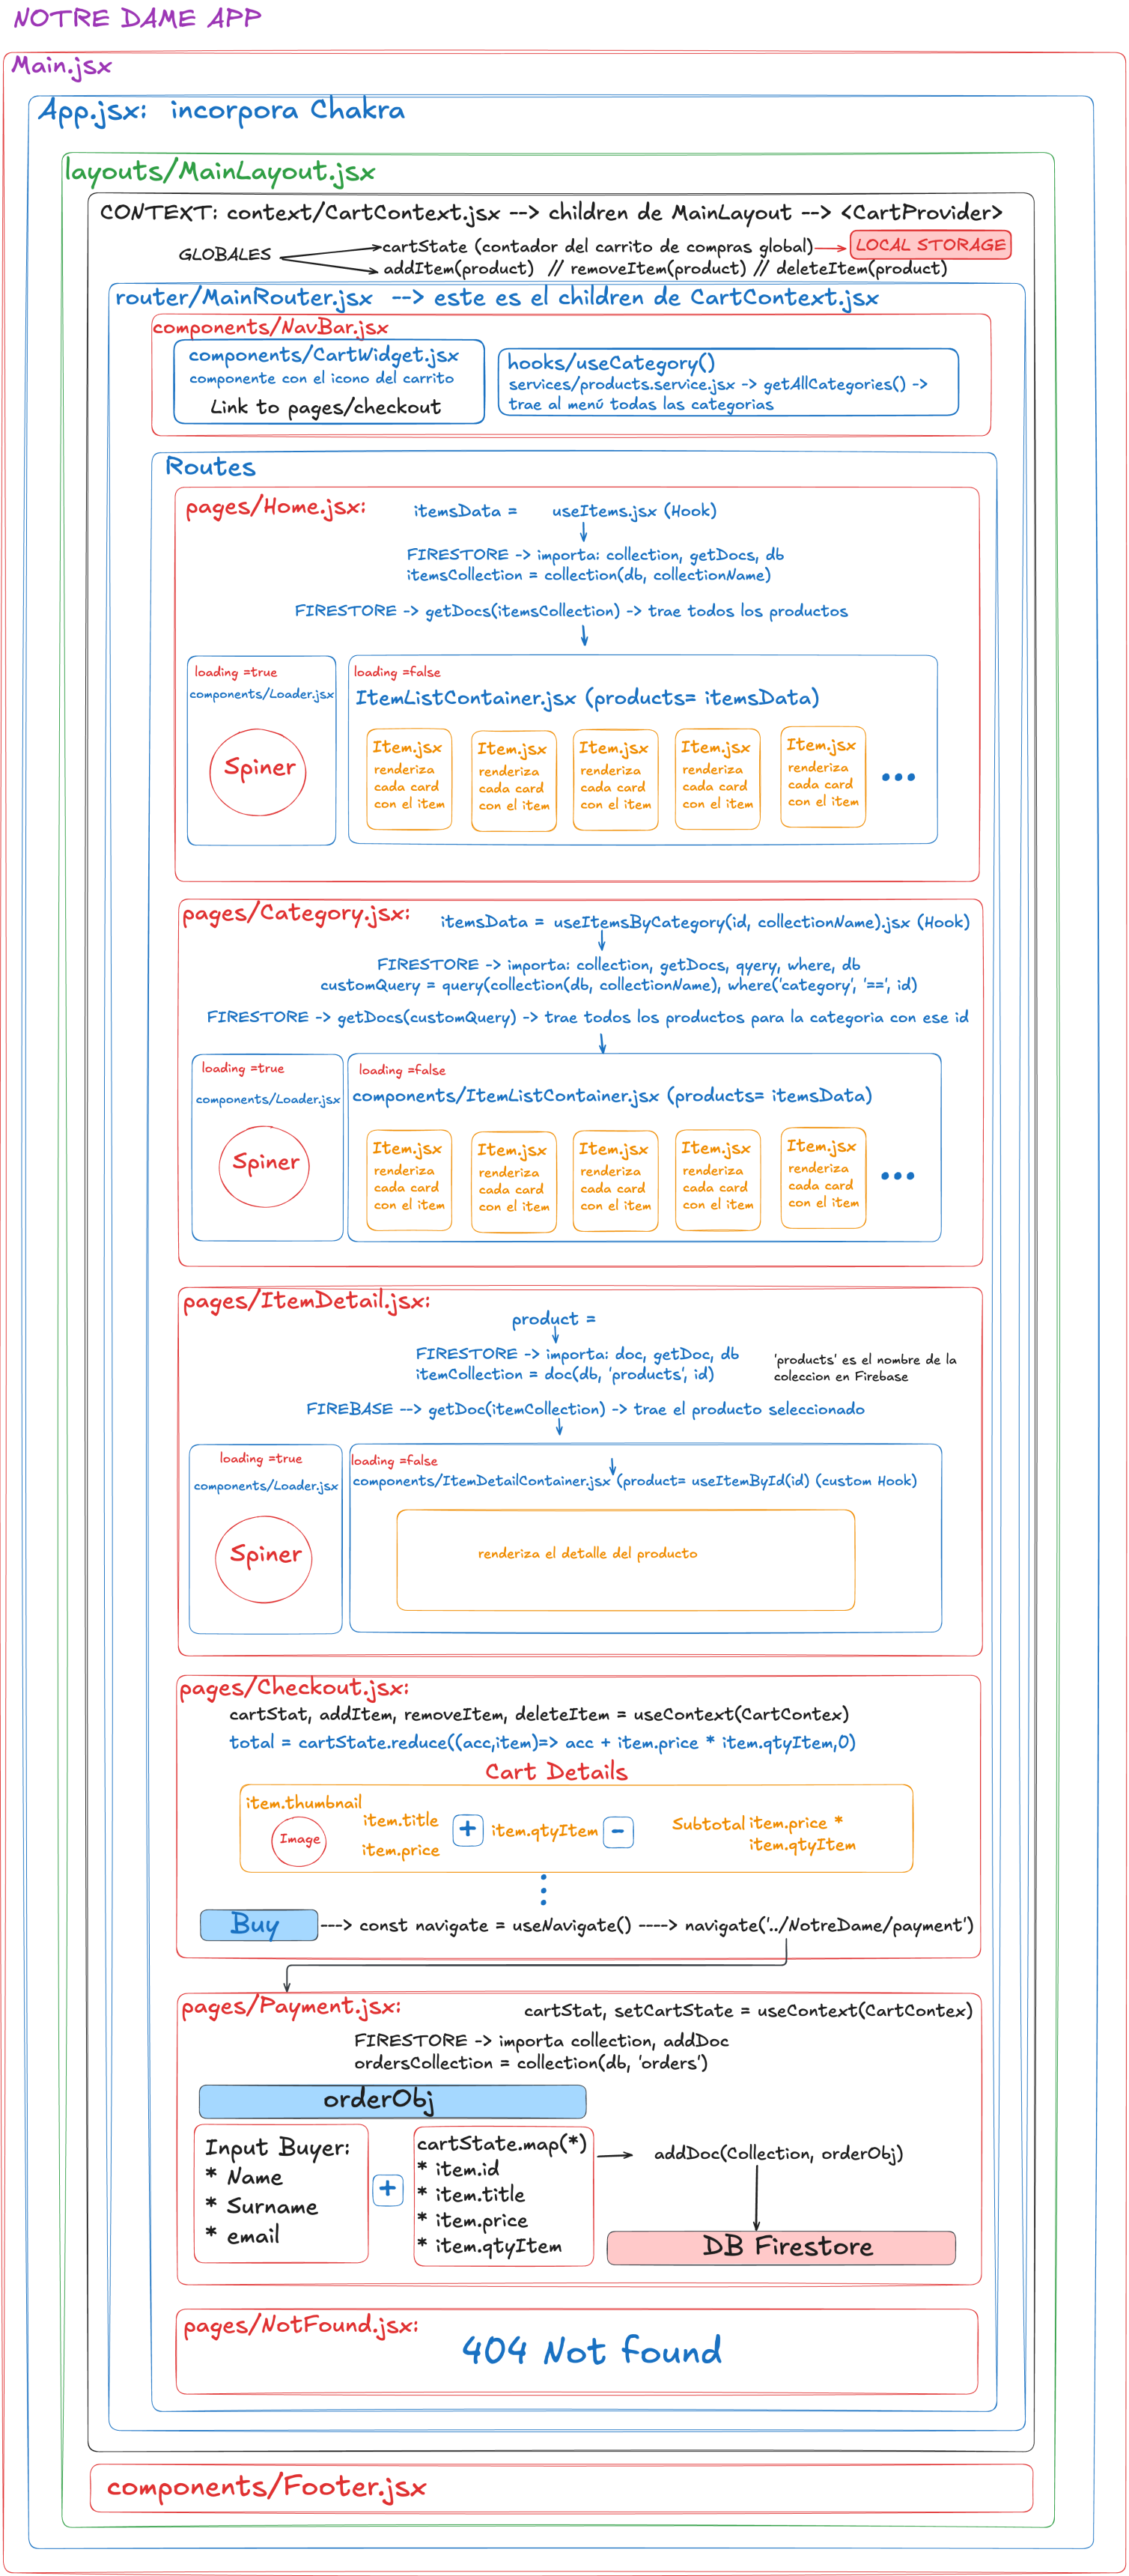 NOTRE DAME APP
Main.jsx
App.jsx: incorpora Chakra
layouts/MainLayout.jsx
CONTEXT: context/CartContext.jsx --> children de MainLayout --> <CartProvider>
GLOBALES
cartState (contador del carrito de compras global)
LOCAL STORAGE
addItem(product) // removeItem(product) // deleteItem(product)
router/MainRouter.jsx --> este es el children de CartContext.jsx
components/NavBar.jsx
components/CartWidget.jsx
componente con el icono del carrito
Link to pages/checkout
hooks/useCategory()
services/products.service.jsx -> getAllCategories() ->
trae al menú todas las categorias
Routes
pages/Home.jsx:
itemsData = useItems.jsx (Hook)
FIRESTORE -> importa: collection, getDocs, db
itemsCollection = collection(db, collectionName)
FIRESTORE -> getDocs(itemsCollection) -> trae todos los productos
loading =true
components/Loader.jsx
Spiner
loading =false
ItemListContainer.jsx (products= itemsData)
Item.jsx
renderiza
cada card
con el item
Item.jsx
renderiza
cada card
con el item
Item.jsx
renderiza
cada card
con el item
Item.jsx
renderiza
cada card
con el item
Item.jsx
renderiza
cada card
con el item
...
pages/Category.jsx:
itemsData = useItemsByCategory(id, collectionName).jsx (Hook)
FIRESTORE -> importa: collection, getDocs, qyery, where, db
customQuery = query(collection(db, collectionName), where('category', '==', id)
FIRESTORE -> getDocs(customQuery) -> trae todos los productos para la categoria con ese id
loading =true
components/Loader.jsx
Spiner
loading =false
components/ItemListContainer.jsx (products= itemsData)
Item.jsx
renderiza
cada card
con el item
Item.jsx
renderiza
cada card
con el item
Item.jsx
renderiza
cada card
con el item
Item.jsx
renderiza
cada card
con el item
Item.jsx
renderiza
cada card
con el item
...
pages/ItemDetail.jsx:
product =
FIRESTORE -> importa: doc, getDoc, db
itemCollection = doc(db, 'products', id)
'products' es el nombre de la
coleccion en Firebase
FIREBASE --> getDoc(itemCollection) -> trae el producto seleccionado
loading =true
components/Loader.jsx
Spiner
loading =false
components/ItemDetailContainer.jsx (product= useItemById(id) (custom Hook)
renderiza el detalle del producto
pages/Checkout.jsx:
cartStat, addItem, removeItem, deleteItem = useContext(CartContex)
total = cartState.reduce((acc,item)=> acc + item.price * item.qtyItem,0)
Cart Details
item.thumbnail
Image
item.title
item.price
+
item.qtyItem
-
Subtotal item.price *
item.qtyItem
Buy
---> const navigate = useNavigate() ----> navigate('../NotreDame/payment')
pages/Payment.jsx:
cartStat, setCartState = useContext(CartContex)
FIRESTORE -> importa collection, addDoc
ordersCollection = collection(db, 'orders')
orderObj
Input Buyer:
* Name
* Surname
* email
+
cartState.map(*)
* item.id
* item.title
* item.price
* item.qtyItem
addDoc(Collection, orderObj)
DB Firestore
pages/NotFound.jsx:
404 Not found
components/Footer.jsx